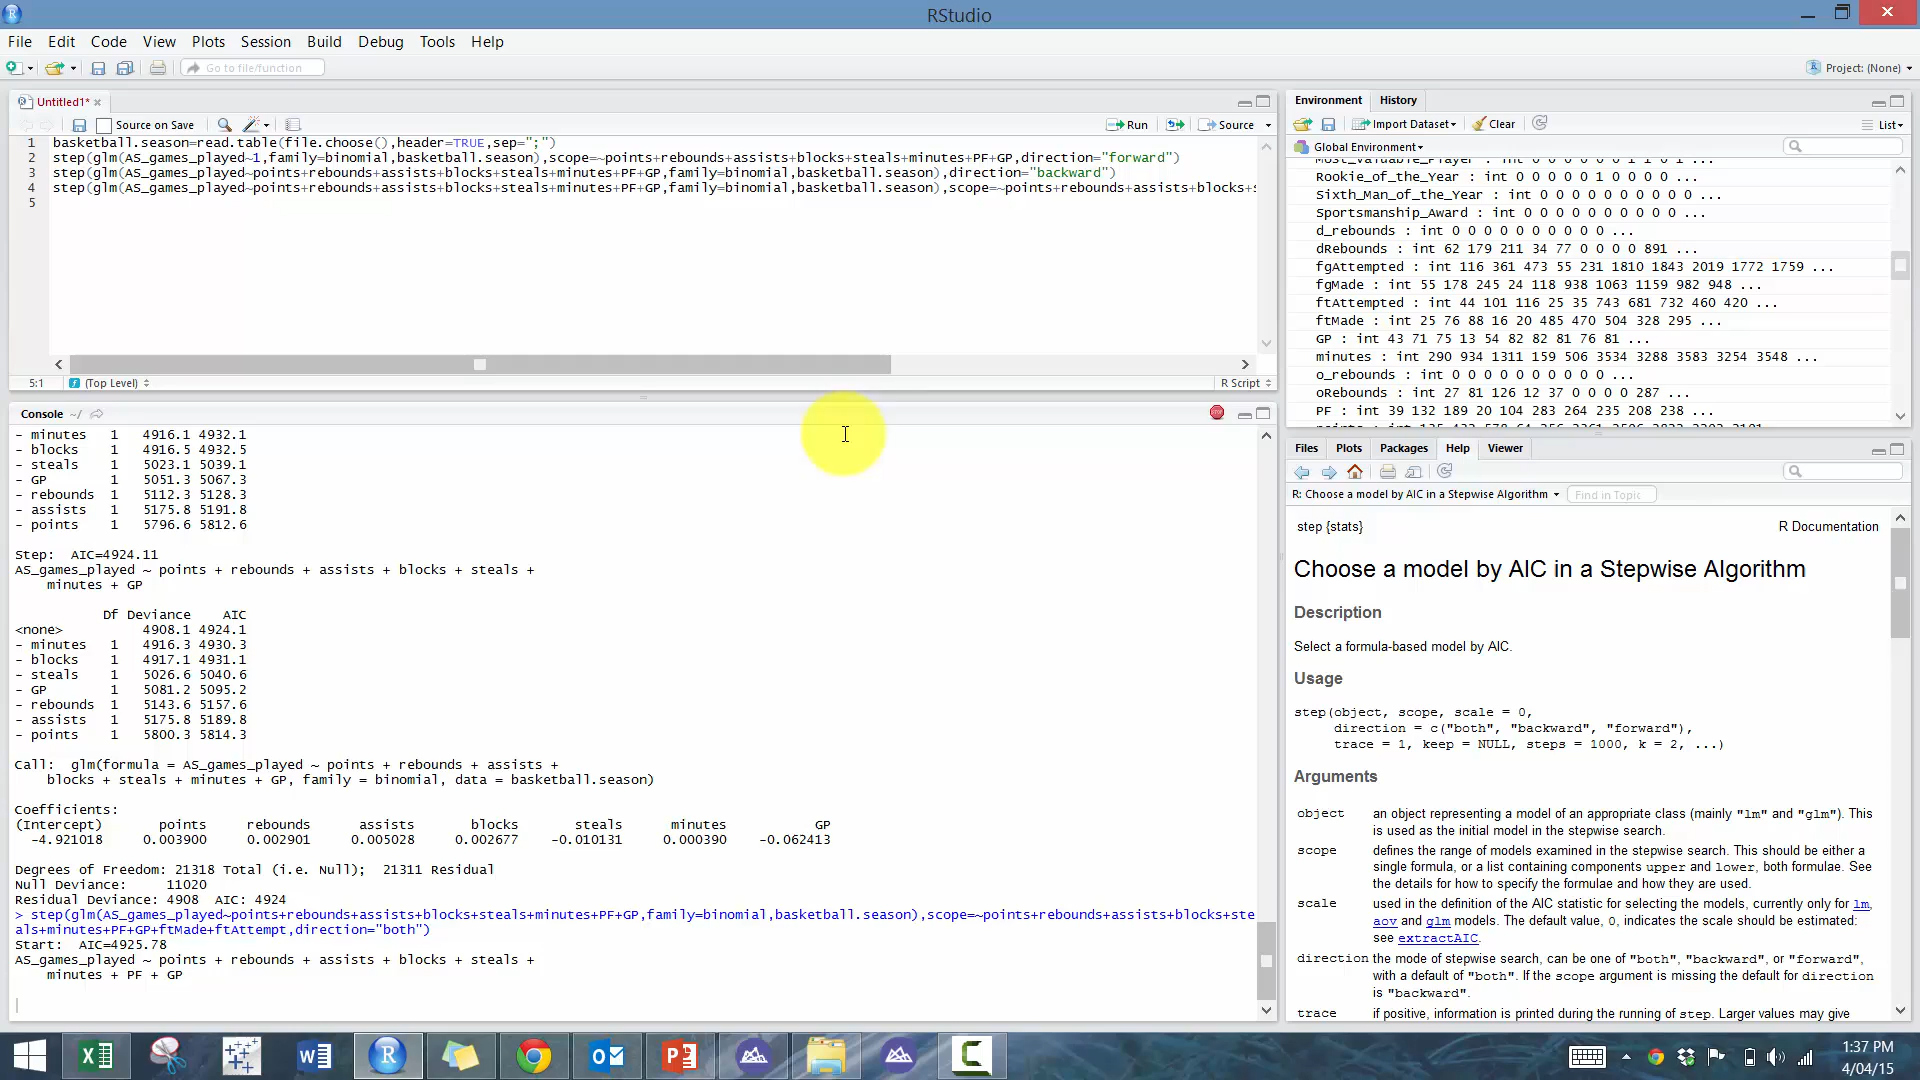 RStudio
File Edit Code View Plots Session Build Debug Tools Help
Go to file/function
Project: (None)
Untitled1*
Source on Save
Run
Source
1 basketball.season=read.table(file.choose(),header=TRUE,sep=";")
2 step(glm(AS_games_played~1,family=binomial,basketball.season),scope=~points+rebounds+assists+blocks+steals+minutes+PF+GP,direction="forward")
3 step(glm(AS_games_played~points+rebounds+assists+blocks+steals+minutes+PF+GP,family=binomial,basketball.season),direction="backward")
4 step(glm(AS_games_played~points+rebounds+assists+blocks+steals+minutes+PF+GP,family=binomial,basketball.season),scope=~points+rebounds+assists+blocks+s
5
5:1 (Top Level) R Script
Console ~/
- minutes 1 4916.1 4932.1
- blocks 1 4916.5 4932.5
- steals 1 5023.1 5039.1
- GP 1 5051.3 5067.3
- rebounds 1 5112.3 5128.3
- assists 1 5175.8 5191.8
- points 1 5796.6 5812.6
Step: AIC=4924.11
AS_games_played ~ points + rebounds + assists + blocks + steals +
minutes + GP
Df Deviance AIC
<none> 4908.1 4924.1
- minutes 1 4916.3 4930.3
- blocks 1 4917.1 4931.1
- steals 1 5026.6 5040.6
- GP 1 5081.2 5095.2
- rebounds 1 5143.6 5157.6
- assists 1 5175.8 5189.8
- points 1 5800.3 5814.3
Call: glm(formula = AS_games_played ~ points + rebounds + assists +
blocks + steals + minutes + GP, family = binomial, data = basketball.season)
Coefficients:
(Intercept) points rebounds assists blocks steals minutes GP
-4.921018 0.003900 0.002901 0.005028 0.002677 -0.010131 0.000390 -0.062413
Degrees of Freedom: 21318 Total (i.e. Null); 21311 Residual
Null Deviance: 11020
Residual Deviance: 4908 AIC: 4924
> step(glm(AS_games_played~points+rebounds+assists+blocks+steals+minutes+PF+GP,family=binomial,basketball.season),scope=~points+rebounds+assists+blocks+ste
als+minutes+PF+GP+ftMade+ftAttempt,direction="both")
Start: AIC=4925.78
AS_games_played ~ points + rebounds + assists + blocks + steals +
minutes + PF + GP
Environment History
Import Dataset Clear List
Global Environment
Most_Valuable_Player : int 0 0 0 0 0 0 1 1 0 1 ...
Rookie_of_the_Year : int 0 0 0 0 0 1 0 0 0 0 ...
Sixth_Man_of_the_Year : int 0 0 0 0 0 0 0 0 0 0 ...
Sportsmanship_Award : int 0 0 0 0 0 0 0 0 0 0 ...
d_rebounds : int 0 0 0 0 0 0 0 0 0 0 ...
dRebounds : int 62 179 211 34 77 0 0 0 0 891 ...
fgAttempted : int 116 361 473 55 231 1810 1843 2019 1772 1759 ...
fgMade : int 55 178 245 24 118 938 1063 1159 982 948 ...
ftAttempted : int 44 101 116 25 35 743 681 732 460 420 ...
ftMade : int 25 76 88 16 20 485 470 504 328 295 ...
GP : int 43 71 75 13 54 82 82 81 76 81 ...
minutes : int 290 934 1311 159 506 3534 3288 3583 3254 3548 ...
o_rebounds : int 0 0 0 0 0 0 0 0 0 0 ...
oRebounds : int 27 81 126 12 37 0 0 0 0 287 ...
PF : int 39 132 189 20 104 283 264 235 208 238 ...
Files Plots Packages Help Viewer
R: Choose a model by AIC in a Stepwise Algorithm Find in Topic
step {stats} R Documentation
Choose a model by AIC in a Stepwise Algorithm
Description
Select a formula-based model by AIC.
Usage
step(object, scope, scale = 0,
direction = c("both", "backward", "forward"),
trace = 1, keep = NULL, steps = 1000, k = 2, ...)
Arguments
object an object representing a model of an appropriate class (mainly "lm" and "glm"). This
is used as the initial model in the stepwise search.
scope defines the range of models examined in the stepwise search. This should be either a
single formula, or a list containing components upper and lower, both formulae. See
the details for how to specify the formulae and how they are used.
scale used in the definition of the AIC statistic for selecting the models, currently only for lm,
aov and glm models. The default value, 0, indicates the scale should be estimated:
see extractAIC.
direction the mode of stepwise search, can be one of "both", "backward", or "forward",
with a default of "both". If the scope argument is missing the default for direction
is "backward".
trace if positive, information is printed during the running of step. Larger values may give
1:37 PM
4/04/15